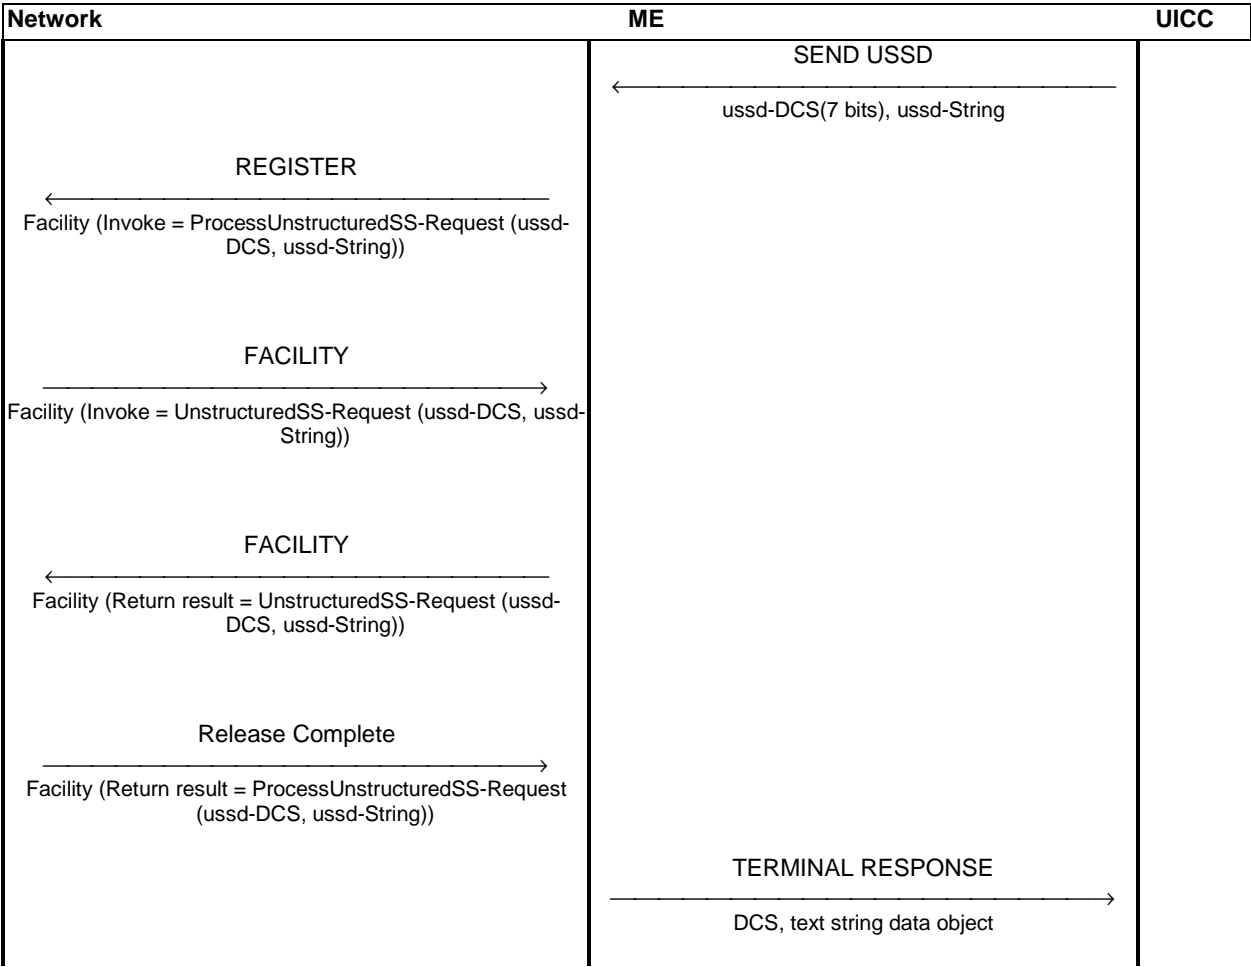 Network ME UICC
SEND USSD
ussd-DCS(7 bits), ussd-String
REGISTER
Facility (Invoke = ProcessUnstructuredSS-Request (ussd-
DCS, ussd-String))
FACILITY
Facility (Invoke = UnstructuredSS-Request (ussd-DCS, ussd-
String))
FACILITY
Facility (Return result = UnstructuredSS-Request (ussd-
DCS, ussd-String))
Release Complete
Facility (Return result = ProcessUnstructuredSS-Request
(ussd-DCS, ussd-String))
TERMINAL RESPONSE
DCS, text string data object